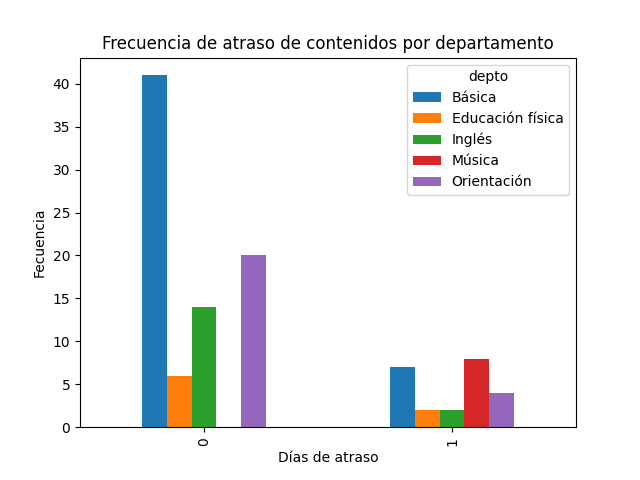 Frecuencia de atraso de contenidos por departamento
depto
Básica
Educación física
Inglés
Música
Orientación
Fecuencia
40
35
30
25
20
15
10
5
0
0
1
Días de atraso